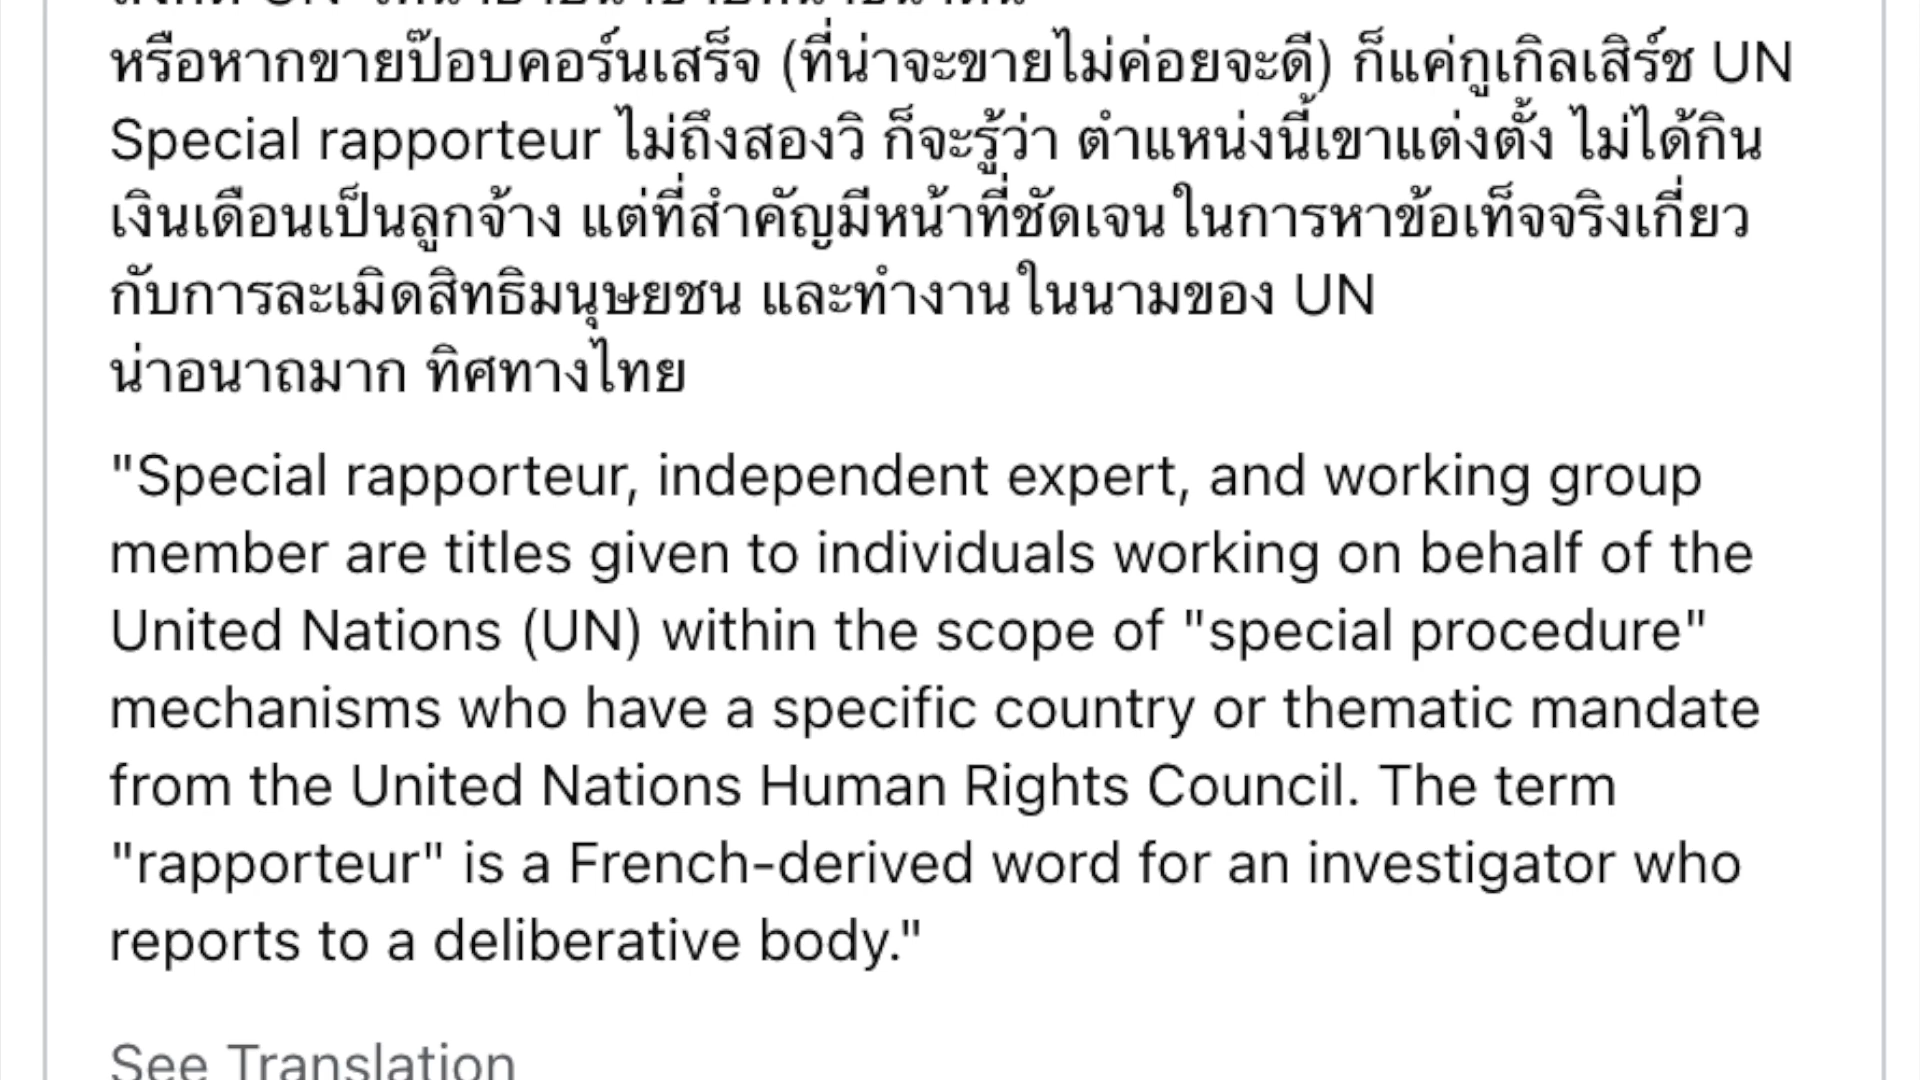 หรือหากขายป๊อบคอร์นเสร็จ (ที่น่าจะขายไม่ค่อยจะดี) ก็แค่กูเกิลเสิร์ช UN
Special rapporteur ไม่ถึงสองวิ ก็จะรู้ว่า ตำแหน่งนี้เขาแต่งตั้ง ไม่ได้กิน
เงินเดือนเป็นลูกจ้าง แต่ที่สำคัญมีหน้าที่ชัดเจนในการหาข้อเท็จจริงเกี่ยว
กับการละเมิดสิทธิมนุษยชน และทำงานในนามของ UN
น่าอนาถมาก ทิศทางไทย
"Special rapporteur, independent expert, and working group
member are titles given to individuals working on behalf of the
United Nations (UN) within the scope of "special procedure"
mechanisms who have a specific country or thematic mandate
from the United Nations Human Rights Council. The term
"rapporteur" is a French-derived word for an investigator who
reports to a deliberative body."
See Translation